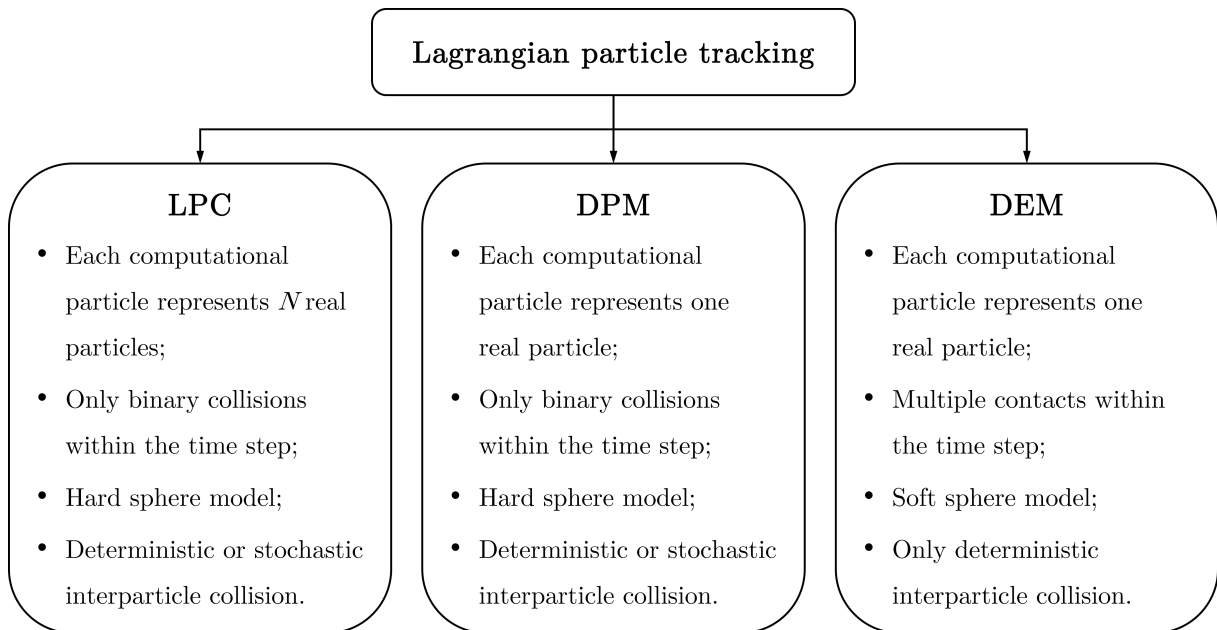 Lagrangian particle tracking
LPC
• Each computational
particle represents N real
particles;
• Only binary collisions
within the time step;
• Hard sphere model;
• Deterministic or stochastic
interparticle collision.
DPM
• Each computational
particle represents one
real particle;
• Only binary collisions
within the time step;
• Hard sphere model;
• Deterministic or stochastic
interparticle collision.
DEM
• Each computational
particle represents one
real particle;
• Multiple contacts within
the time step;
• Soft sphere model;
• Only deterministic
interparticle collision.